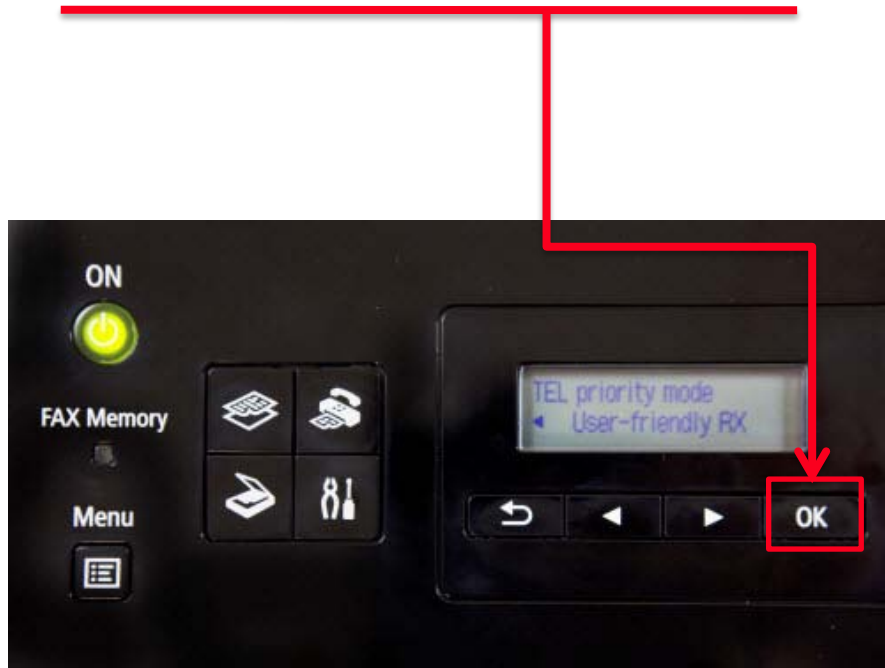 ON
FAX Memory
Menu
TEL priority mode
◄ User-friendly RX
OK